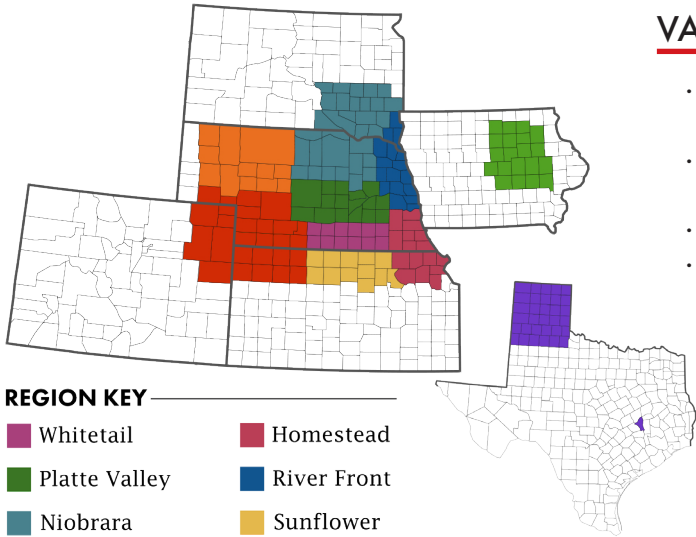 VA
REGION KEY
Whitetail
Homestead
Platte Valley
River Front
Niobrara
Sunflower